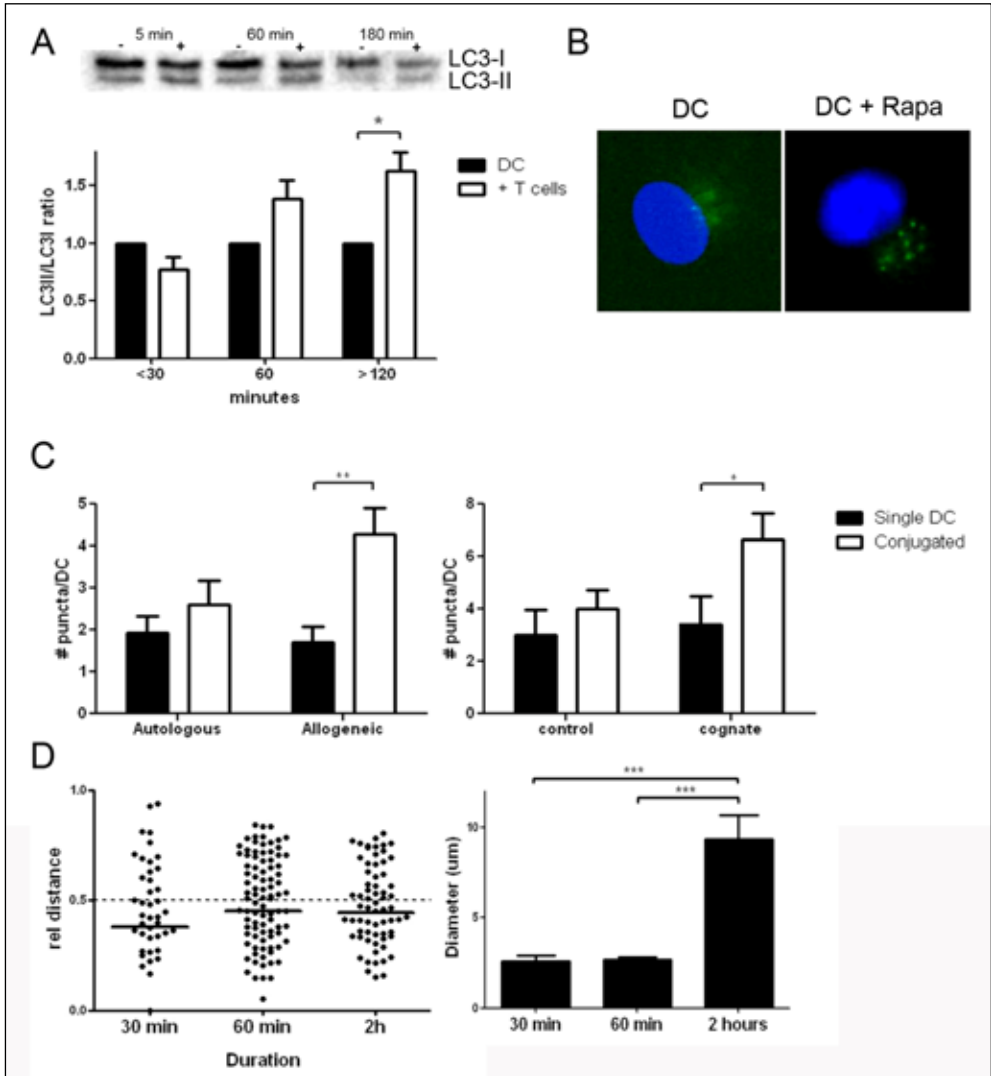 A
5 min 60 min 180 min
- + - + - +
LC3-I
LC3-II
*
LC3II/LC3I ratio
1.5
1.0
0.5
0.0
<30 60 >120
minutes
DC
+ T cells
B
DC DC + Rapa
C
**
# puncta/DC
5
4
3
2
1
0
Autologous Allogeneic
*
# puncta/DC
8
6
4
2
0
control cognate
Single DC
Conjugated
D
rel distance
1.0
0.5
0.0
30 min 60 min 2h
Duration
***
***
Diameter (um)
10
5
0
30 min 60 min 2 hours